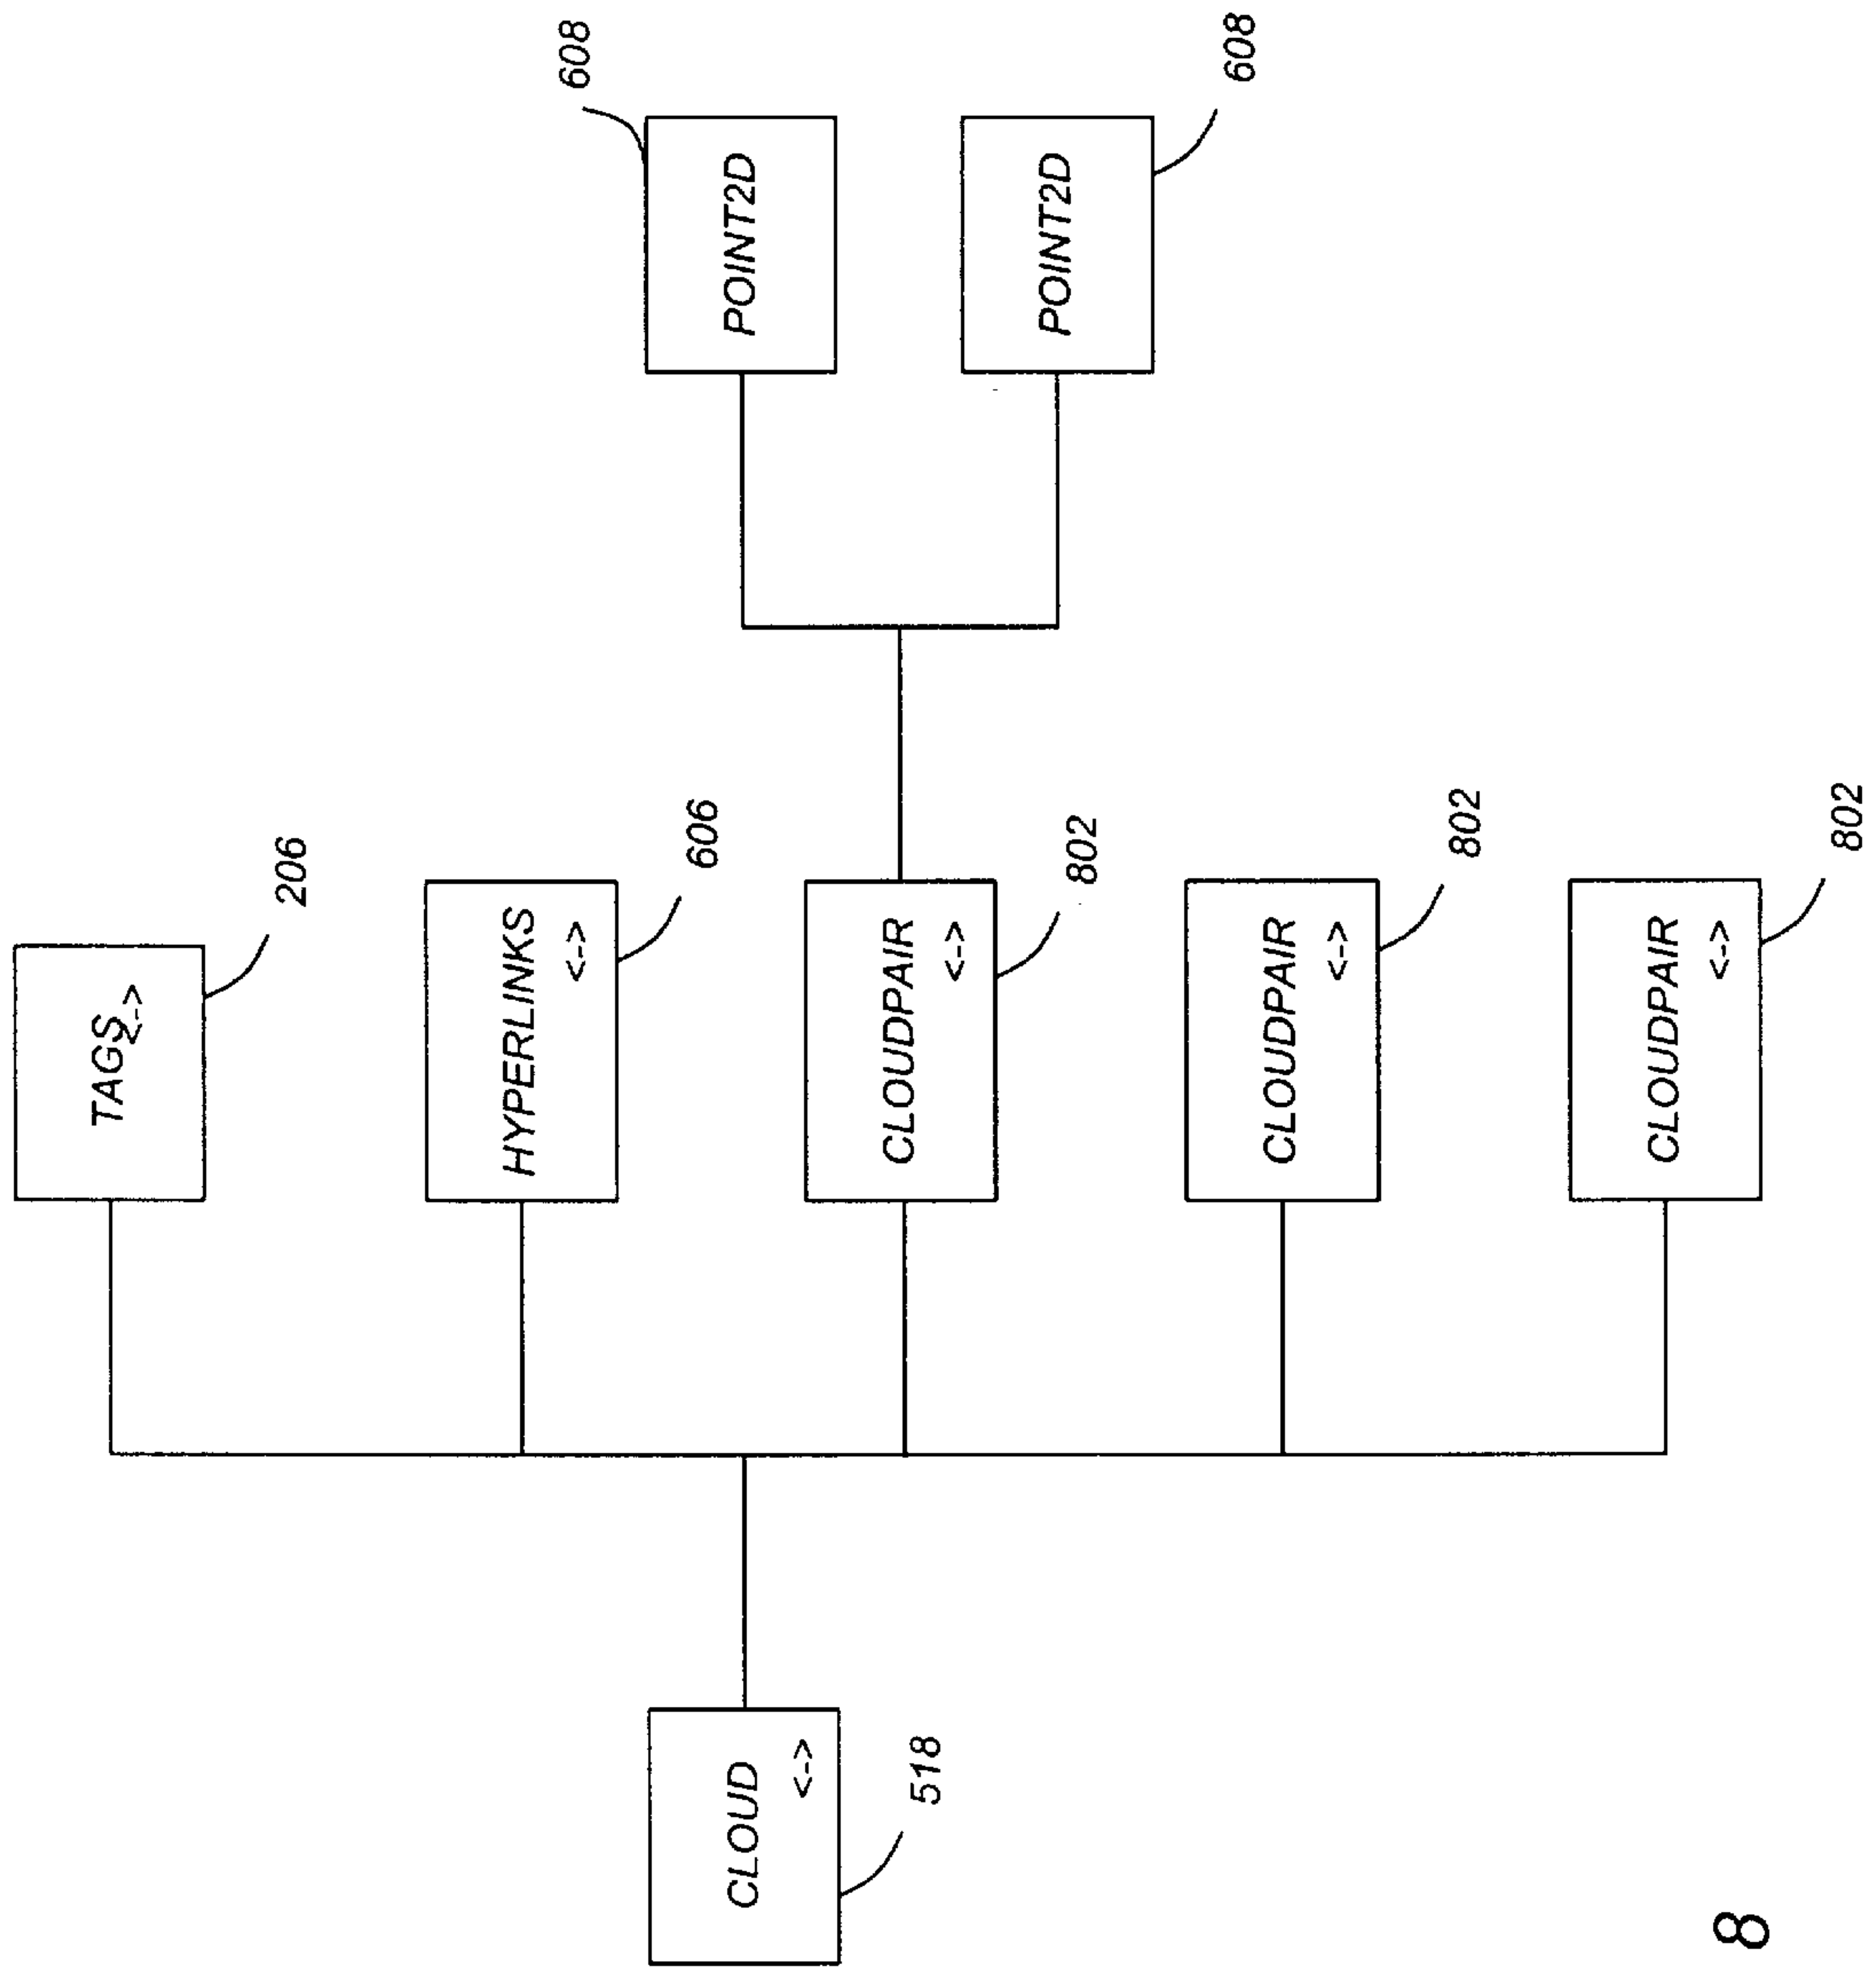 TAGS
<->
206
HYPERLINKS
<->
606
CLOUD
<->
518
CLOUDPAIR
<->
802
POINT2D
608
POINT2D
608
CLOUDPAIR
<->
802
CLOUDPAIR
<->
802
8